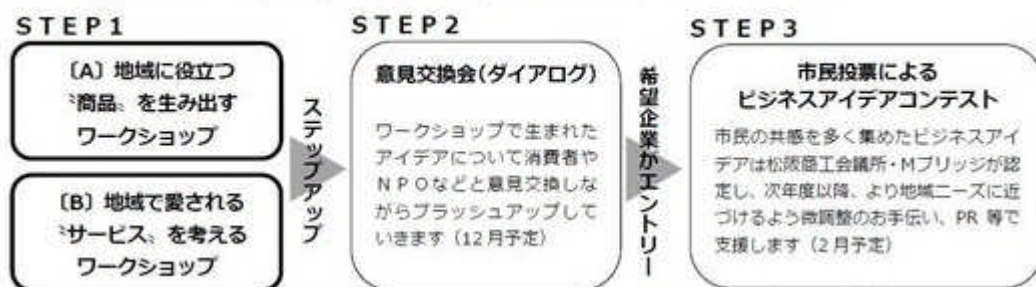 STEP1
〔A〕地域に役立つ
〝商品〟を生み出す
ワークショップ
〔B〕地域で愛される
〝サービス〟を考える
ワークショップ
ステップアップ
STEP2
意見交換会(ダイアログ)
ワークショップで生まれた
アイデアについて消費者や
NPOなどと意見交換しな
がらブラッシュアップして
いきます(12月予定)
希望企業がエントリー
STEP3
市民投票による
ビジネスアイデアコンテスト
市民の共感を多く集めたビジネスアイ
デアは松阪商工会議所・Mブリッジが認
定し、次年度以降、より地域ニーズに近
づけるよう微調整のお手伝い、PR 等で
支援します(2月予定)